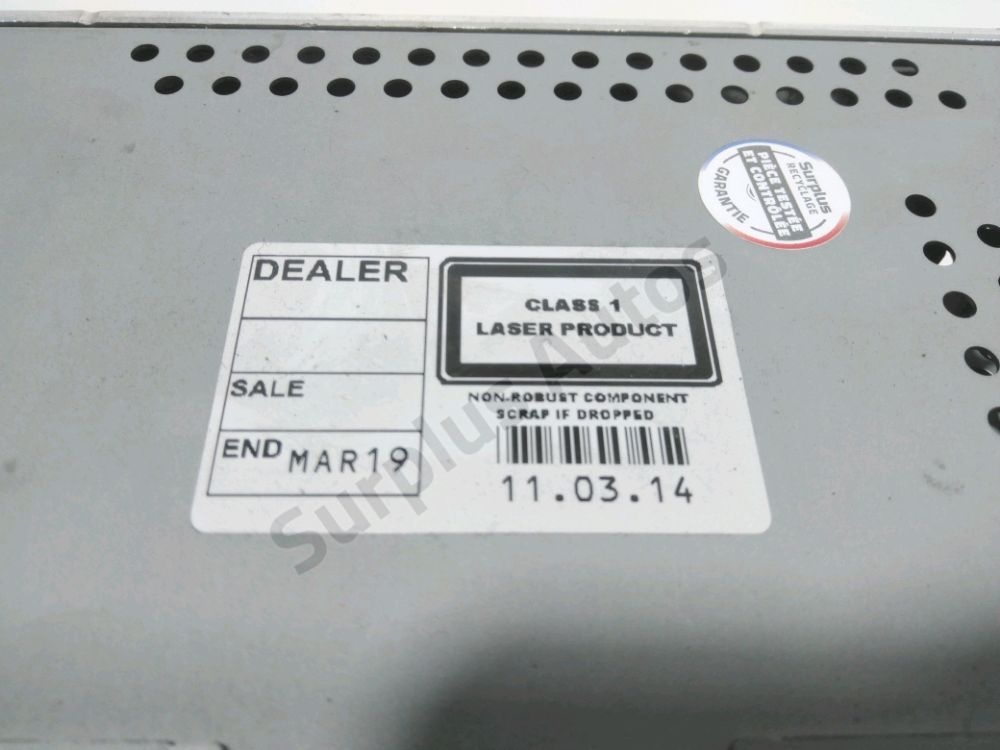 Surplus
RECYCLAGE
PIÈCE TESTÉE
ET CONTRÔLÉE
GARANTIE
DEALER
SALE
END MAR19
CLASS 1
LASER PRODUCT
NON-ROBUST COMPONENT
SCRAP IF DROPPED
11.03.14
Surplus Autos